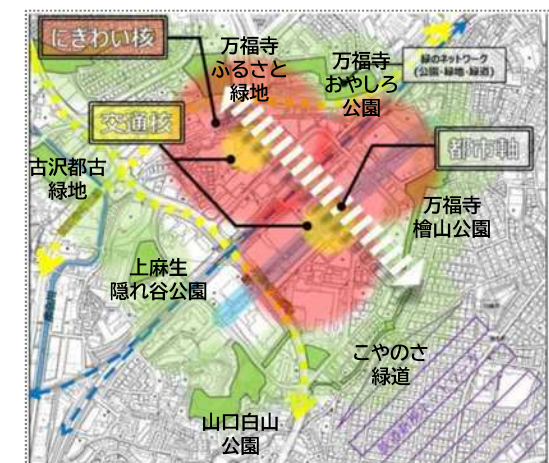 にきわい核
万福寺
ふるさと
緑地
万福寺
おやしろ
公園
緑のネットワーク
(公園・緑地・緑道)
交通核
都市軸
古沢都古
緑地
万福寺
檜山公園
上麻生
隠れ谷公園
こやのさ
緑道
山口白山
公園